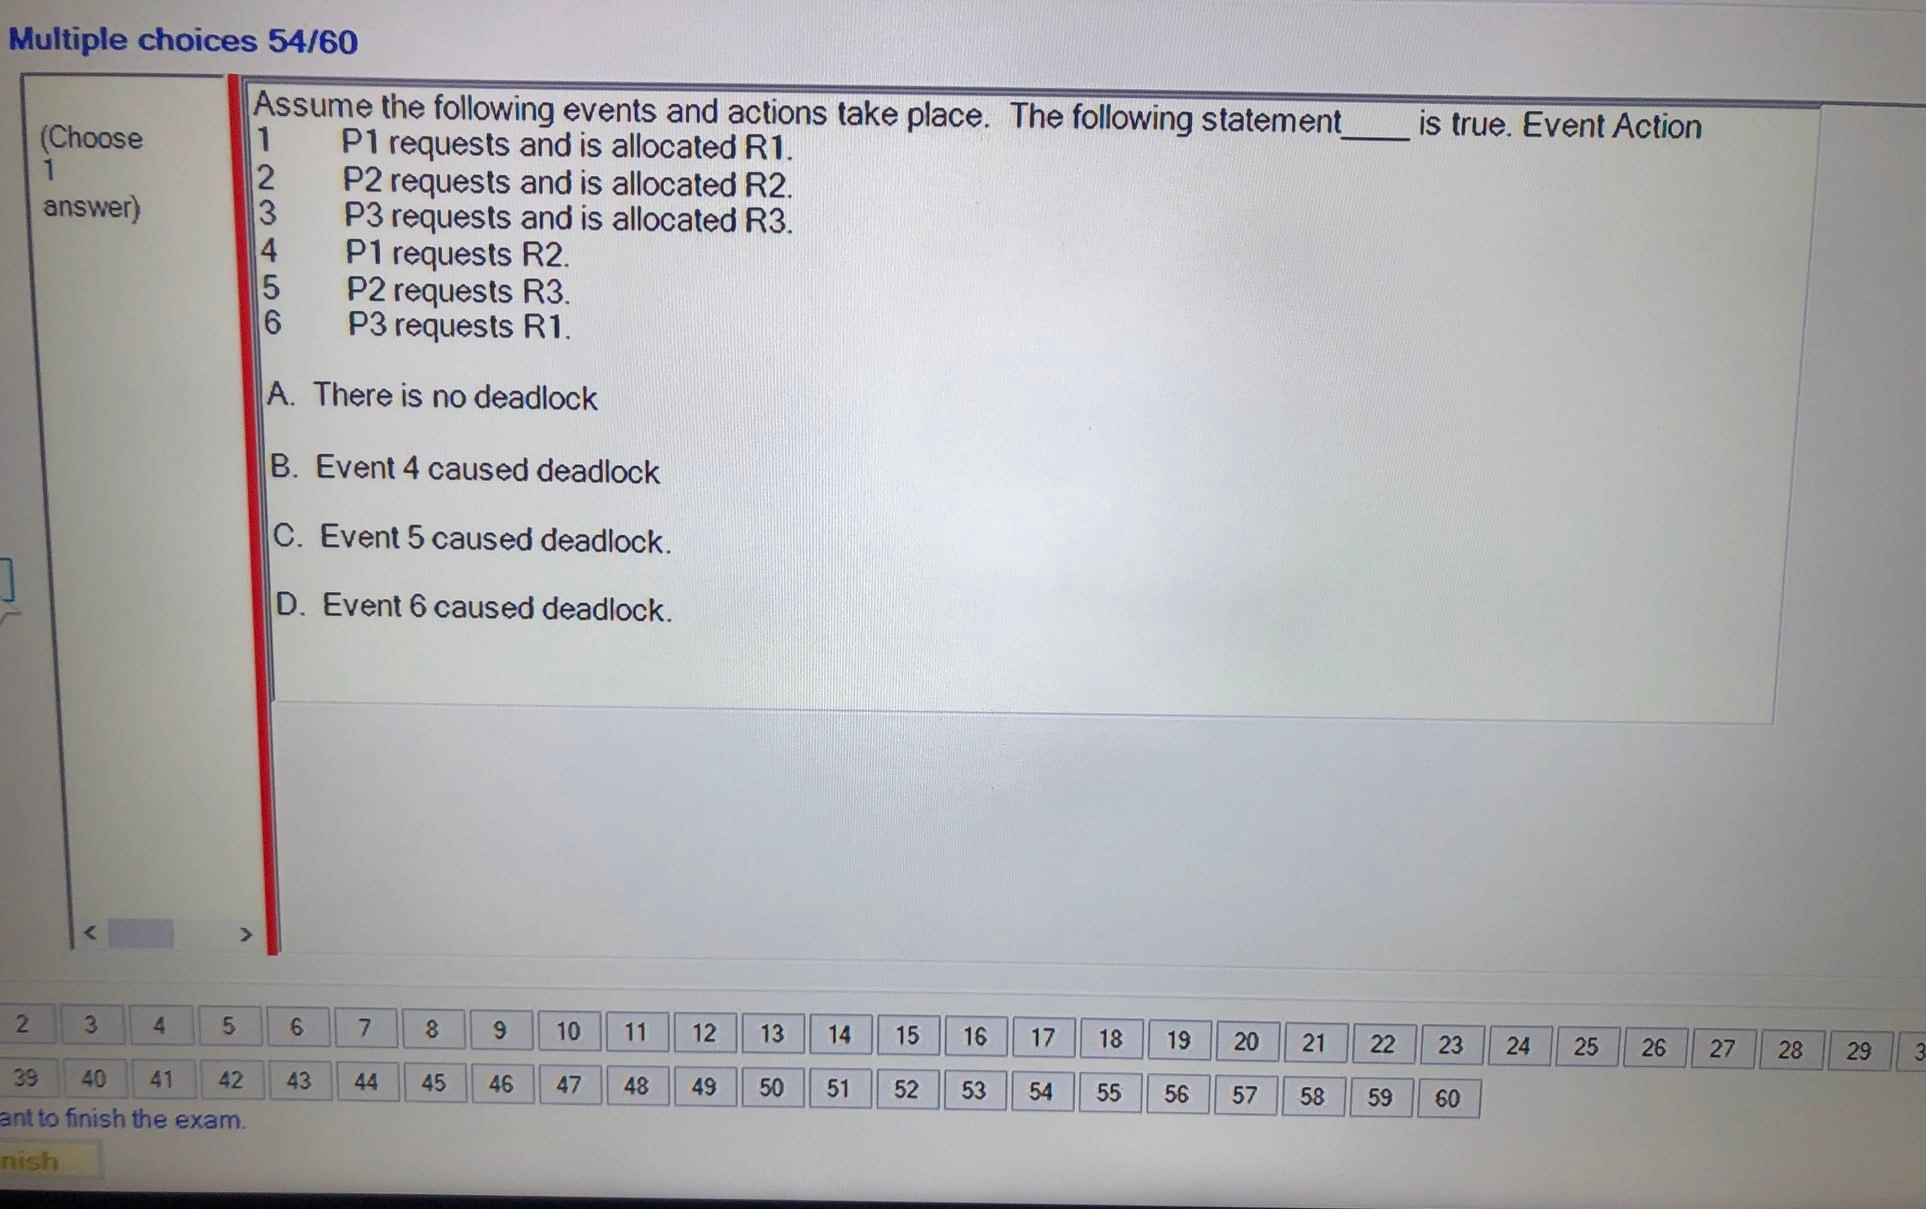 Multiple choices 54/60
(Choose
1
answer)
Assume the following events and actions take place. The following statement____ is true. Event Action
1 P1 requests and is allocated R1.
2 P2 requests and is allocated R2.
3 P3 requests and is allocated R3.
4 P1 requests R2.
5 P2 requests R3.
6 P3 requests R1.
A. There is no deadlock
B. Event 4 caused deadlock
C. Event 5 caused deadlock.
D. Event 6 caused deadlock.
2 3 4 5 6 7 8 9 10 11 12 13 14 15 16 17 18 19 20 21 22 23 24 25 26 27 28 29 3
39 40 41 42 43 44 45 46 47 48 49 50 51 52 53 54 55 56 57 58 59 60
ant to finish the exam.
nish